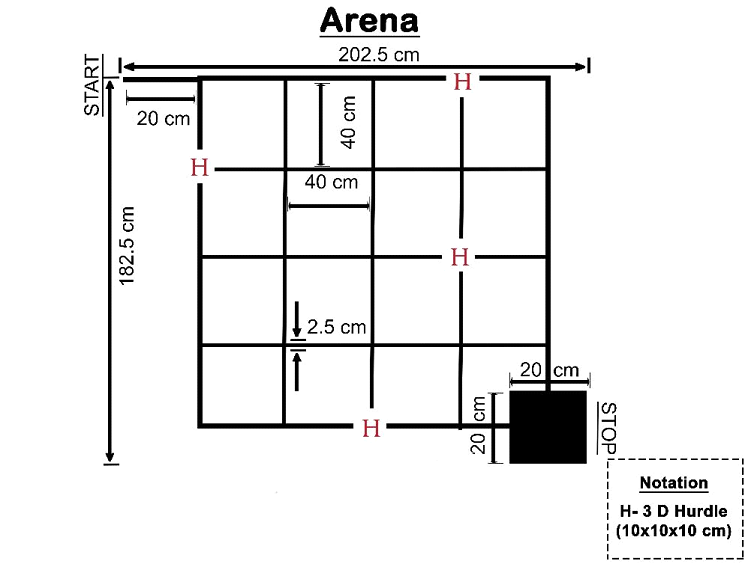 Arena
202.5 cm
START
H
20 cm
40 cm
H
40 cm
182.5 cm
H
2.5 cm
20 cm
20 cm
STOP
H
Notation
H- 3 D Hurdle
(10x10x10 cm)